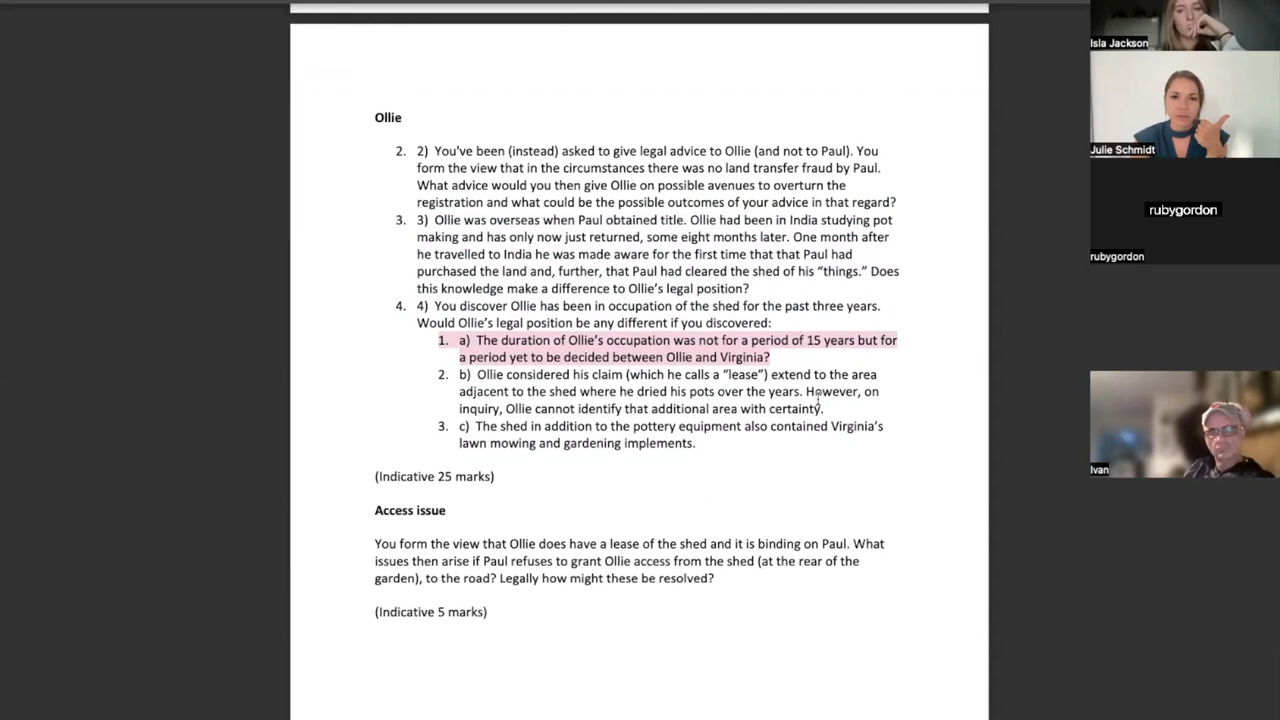 Ollie
2. 2) You've been (instead) asked to give legal advice to Ollie (and not to Paul). You
form the view that in the circumstances there was no land transfer fraud by Paul.
What advice would you then give Ollie on possible avenues to overturn the
registration and what could be the possible outcomes of your advice in that regard?
3. 3) Ollie was overseas when Paul obtained title. Ollie had been in India studying pot
making and has only now just returned, some eight months later. One month after
he travelled to India he was made aware for the first time that that Paul had
purchased the land and, further, that Paul had cleared the shed of his “things.” Does
this knowledge make a difference to Ollie’s legal position?
4. 4) You discover Ollie has been in occupation of the shed for the past three years.
Would Ollie’s legal position be any different if you discovered:
1. a) The duration of Ollie’s occupation was not for a period of 15 years but for
a period yet to be decided between Ollie and Virginia?
2. b) Ollie considered his claim (which he calls a “lease”) extend to the area
adjacent to the shed where he dried his pots over the years. However, on
inquiry, Ollie cannot identify that additional area with certainty.
3. c) The shed in addition to the pottery equipment also contained Virginia’s
lawn mowing and gardening implements.
(Indicative 25 marks)
Access issue
You form the view that Ollie does have a lease of the shed and it is binding on Paul. What
issues then arise if Paul refuses to grant Ollie access from the shed (at the rear of the
garden), to the road? Legally how might these be resolved?
(Indicative 5 marks)
Isla Jackson
Julie Schmidt
rubygordon
rubygordon
Ivan